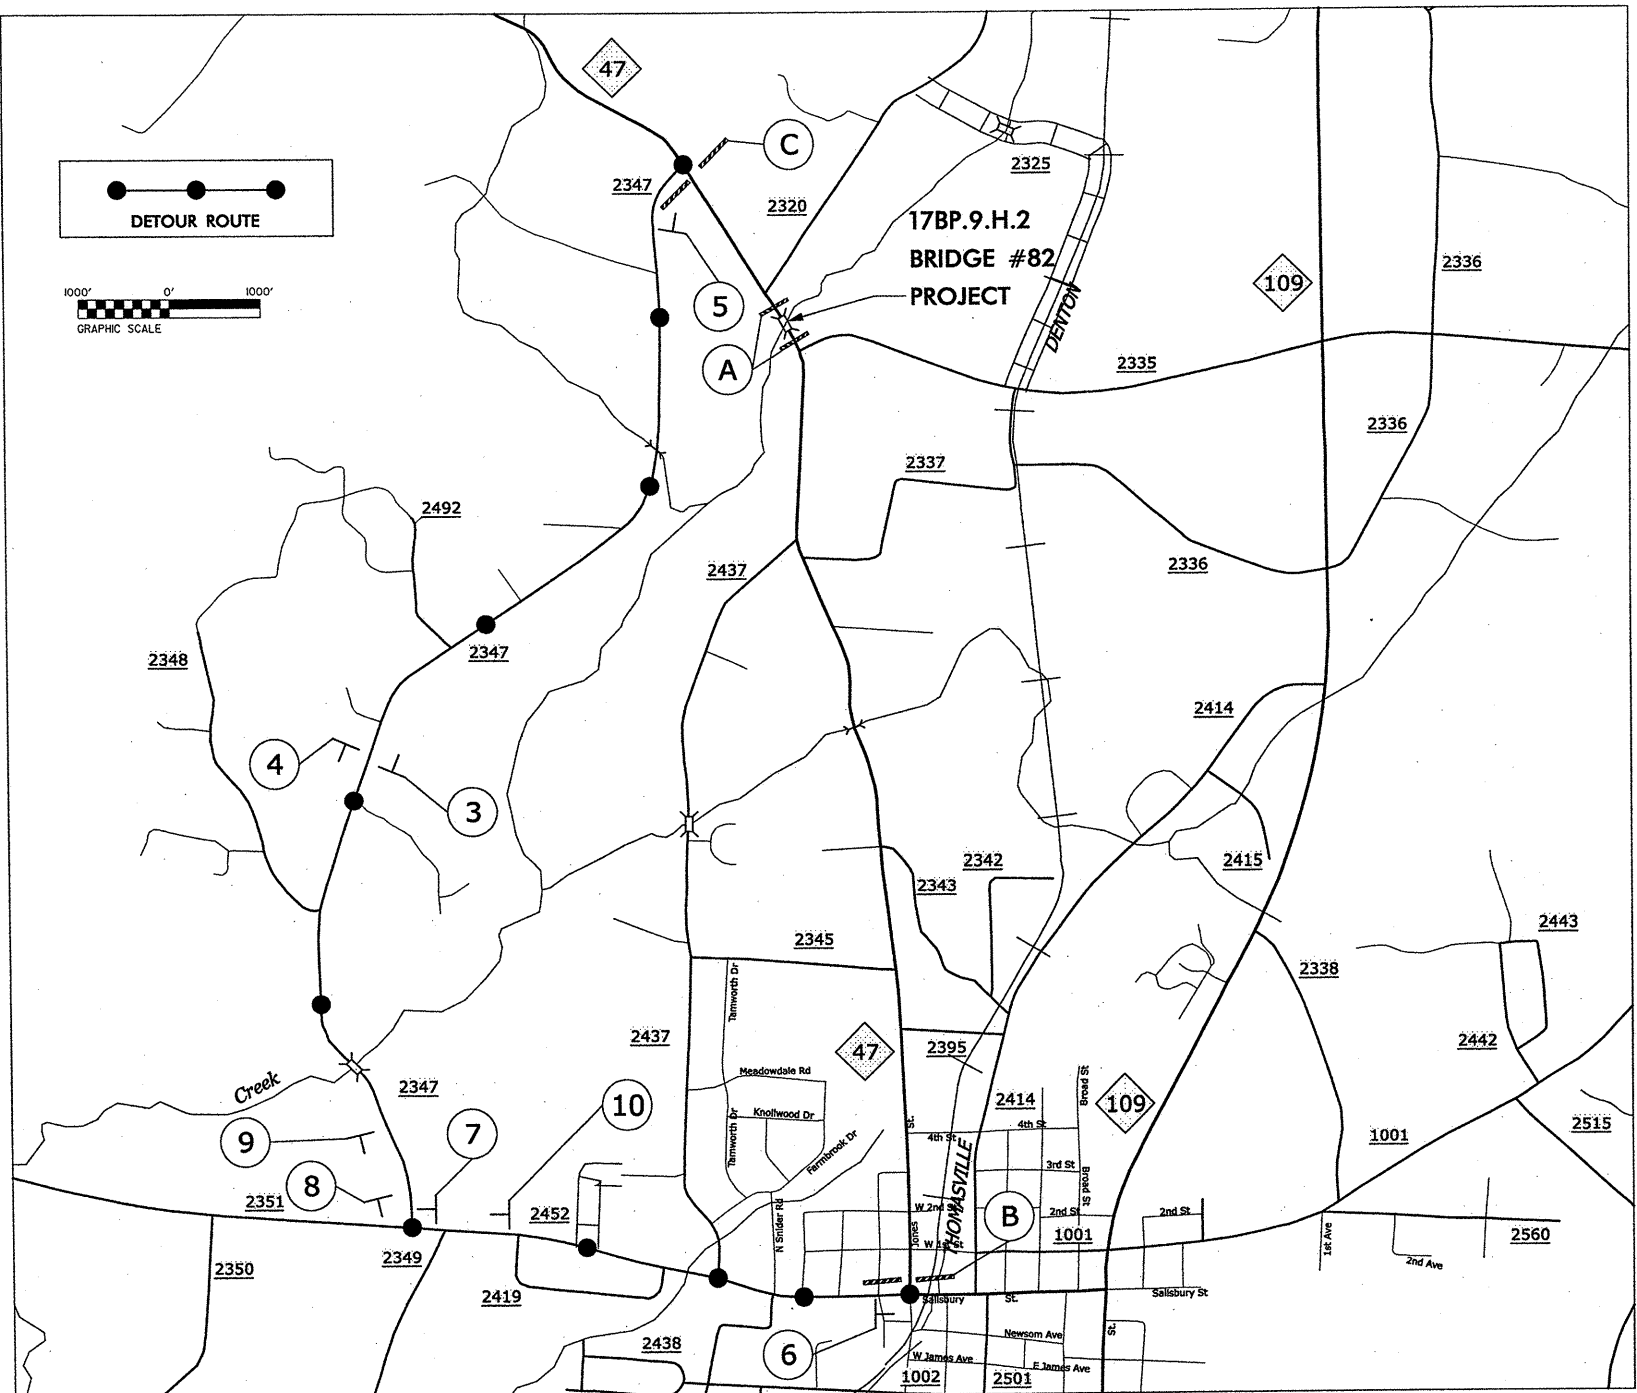 47
C
2347
2325
2320
DETOUR ROUTE
17BP.9.H.2
BRIDGE #82
PROJECT
2336
109
1000' 0' 1000'
GRAPHIC SCALE
5
DENTON
A
2335
2336
2337
2492
2437
2336
2347
2348
2414
4
3
2342
2343
2415
2443
2345
2338
Tamworth Dr
2437
2442
47
2395
Creek
2347
Meadowdale Rd
Broad St
10
2414
109
Knollwood Dr
St.
4th St
4th St
7
9
Tamworth Dr
Farmbrook Dr
THOMASVILLE
1001
2515
3rd St
Broad St
8
2351
2452
N Snider Rd
W 2nd St
B
2nd St
2nd St
Jones
W 1st St
1001
1st Ave
2560
2350
2349
2nd Ave
2419
Salisbury St.
Salisbury St
St.
2438
6
Newsom Ave
W James Ave
E James Ave
1002
2501